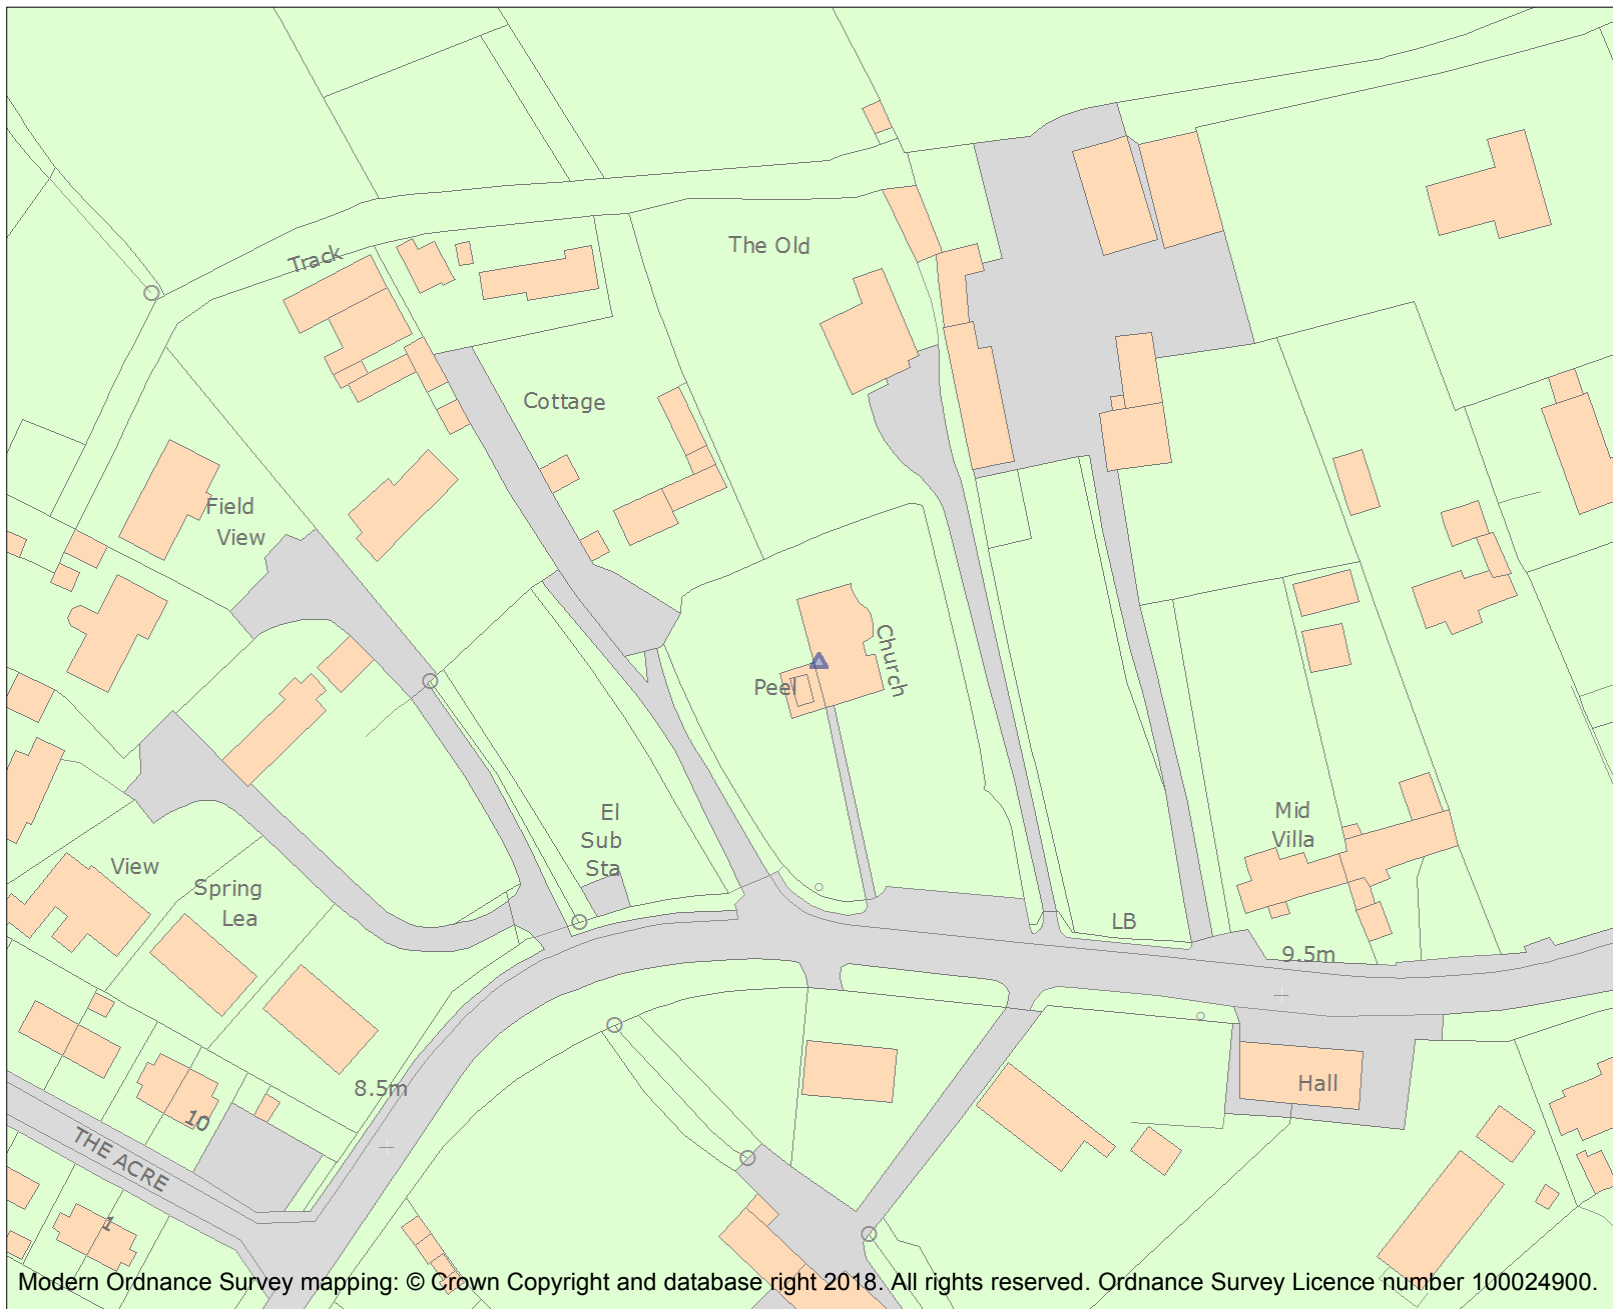 The Old
Track
Cottage
Field
View
Church
Peel
El
Sub
Sta
Mid
Villa
View
Spring
Lea
LB
9.5m
8.5m
Hall
10
THE ACRE
1
Modern Ordnance Survey mapping: © Crown Copyright and database right 2018. All rights reserved. Ordnance Survey Licence number 100024900.